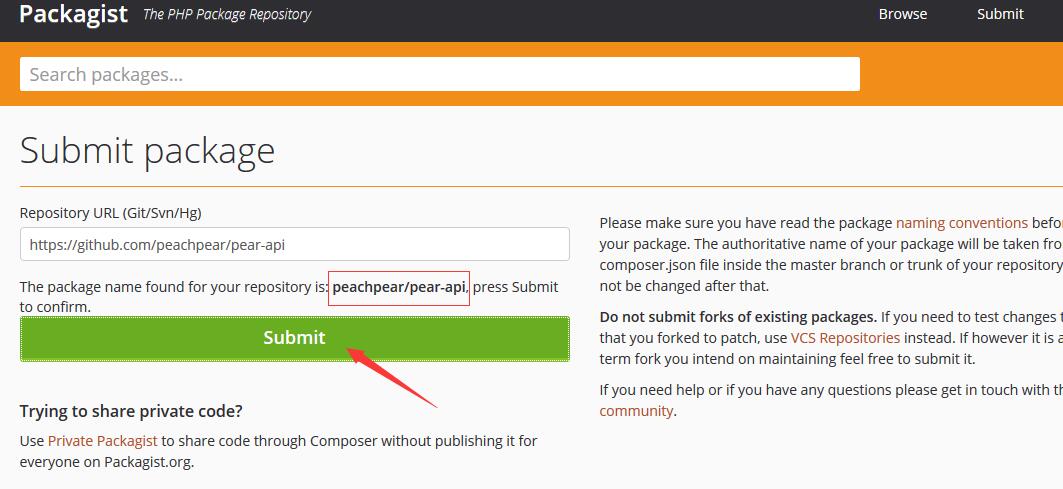 Packagist The PHP Package Repository Browse Submit
Search packages...
Submit package
Repository URL (Git/Svn/Hg)
https://github.com/peachpear/pear-api
The package name found for your repository is: peachpear/pear-api, press Submit
to confirm.
Submit
Trying to share private code?
Use Private Packagist to share code through Composer without publishing it for
everyone on Packagist.org.
Please make sure you have read the package naming conventions
your package. The authoritative name of your package will be taken
composer.json file inside the master branch or trunk of your repository
not be changed after that.
Do not submit forks of existing packages. If you need to test changes
that you forked to patch, use VCS Repositories instead. If however it is a
term fork you intend on maintaining feel free to submit it.
If you need help or if you have any questions please get in touch with
community.